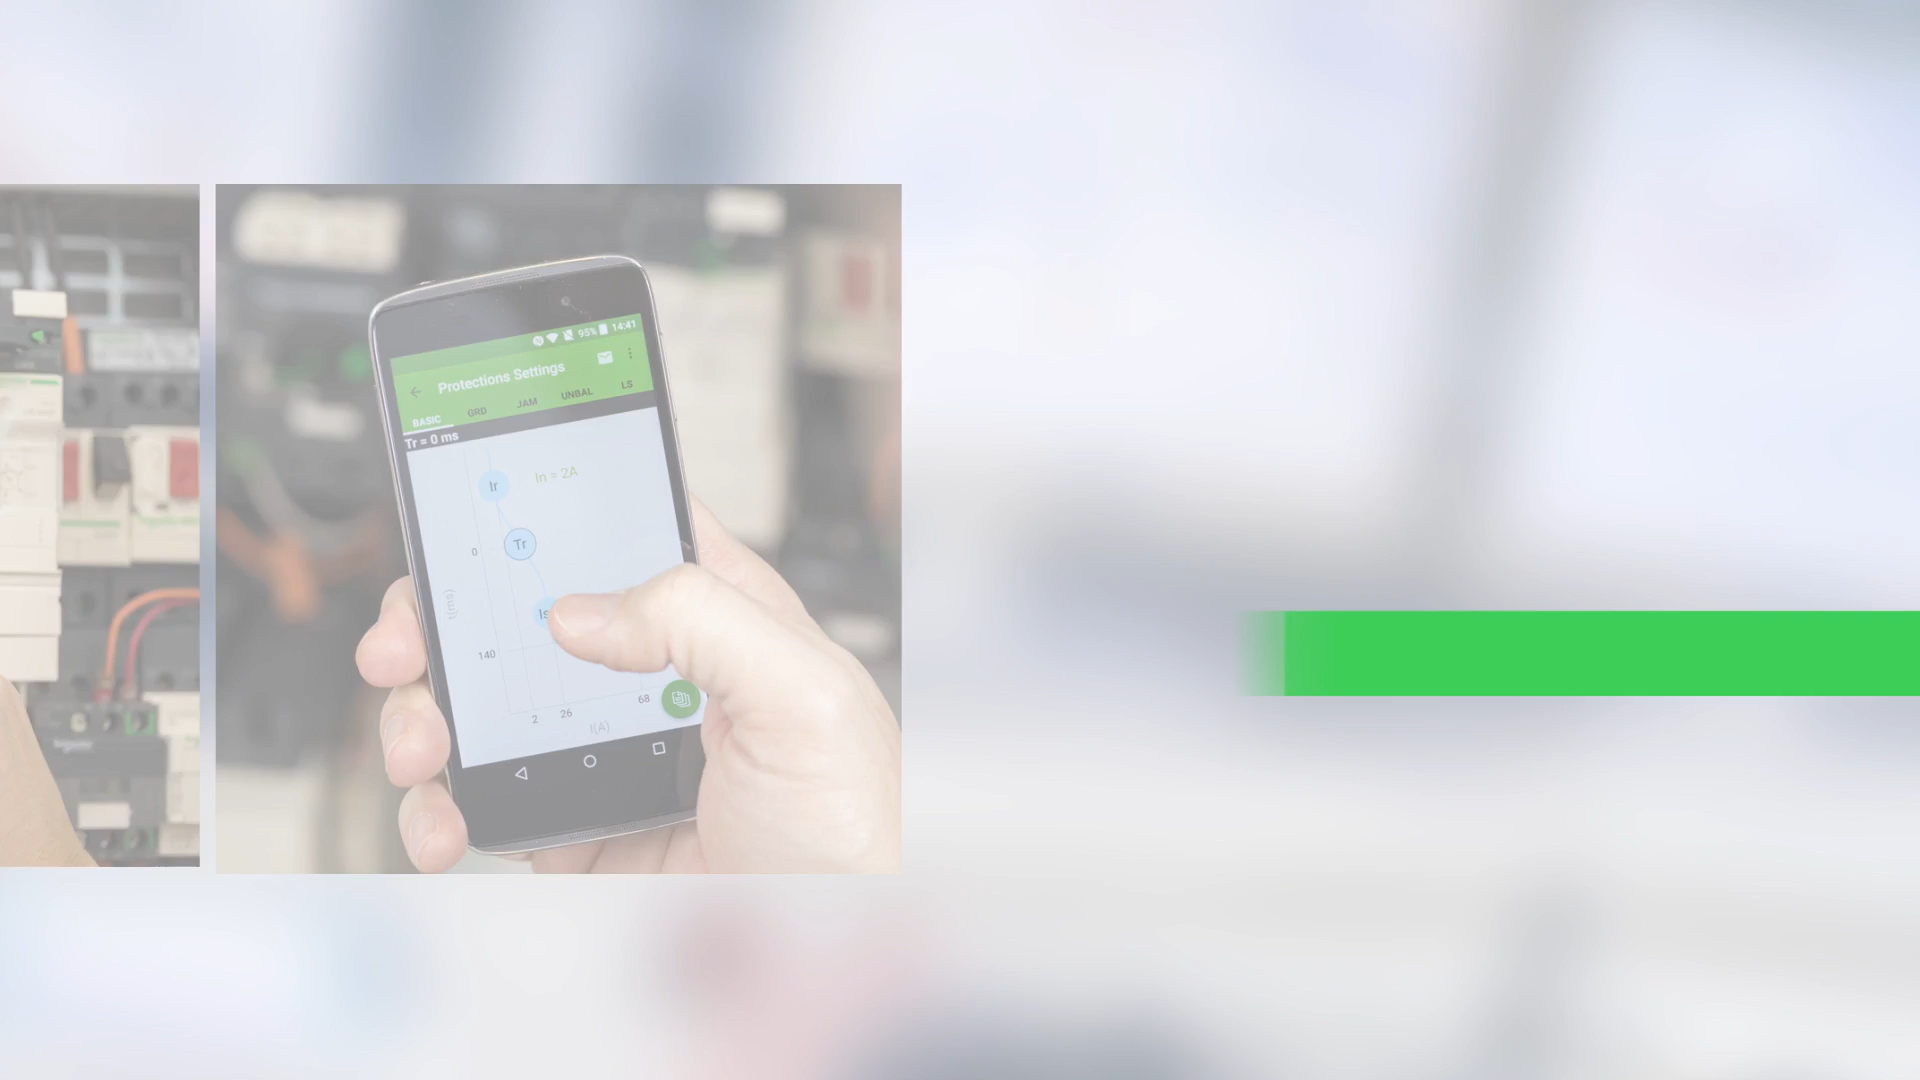 95% 14:41
Protections Settings
BASIC GRD JAM UNBAL LS
Tr = 0 ms
Ir In = 2A
Tr
0
t(ms)
Is
140
2 26 68
I(A)